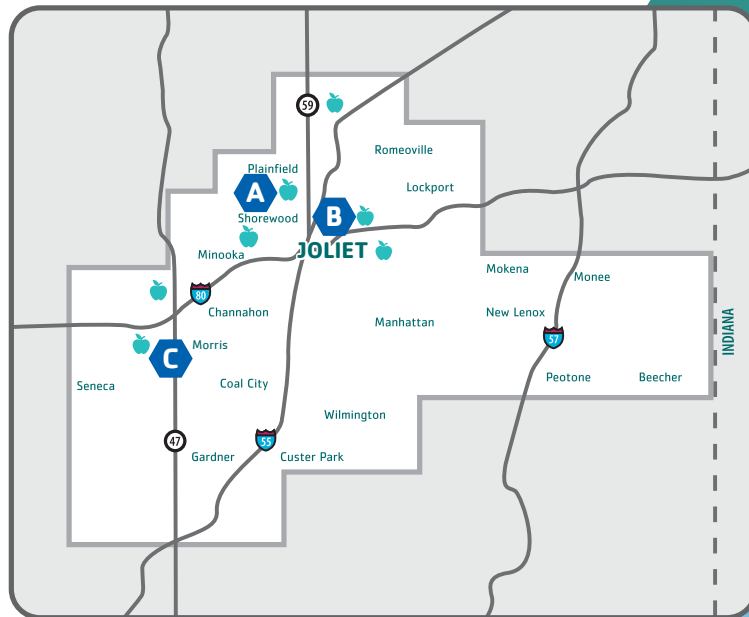 59
Romeoville
Plainfield
Lockport
A
B
Shorewood
JOLIET
Minooka
Mokena
Monee
80
Channahon
New Lenox
Manhattan
INDIANA
57
Morris
C
Seneca
Coal City
Peotone
Beecher
Wilmington
47
55
Gardner
Custer Park